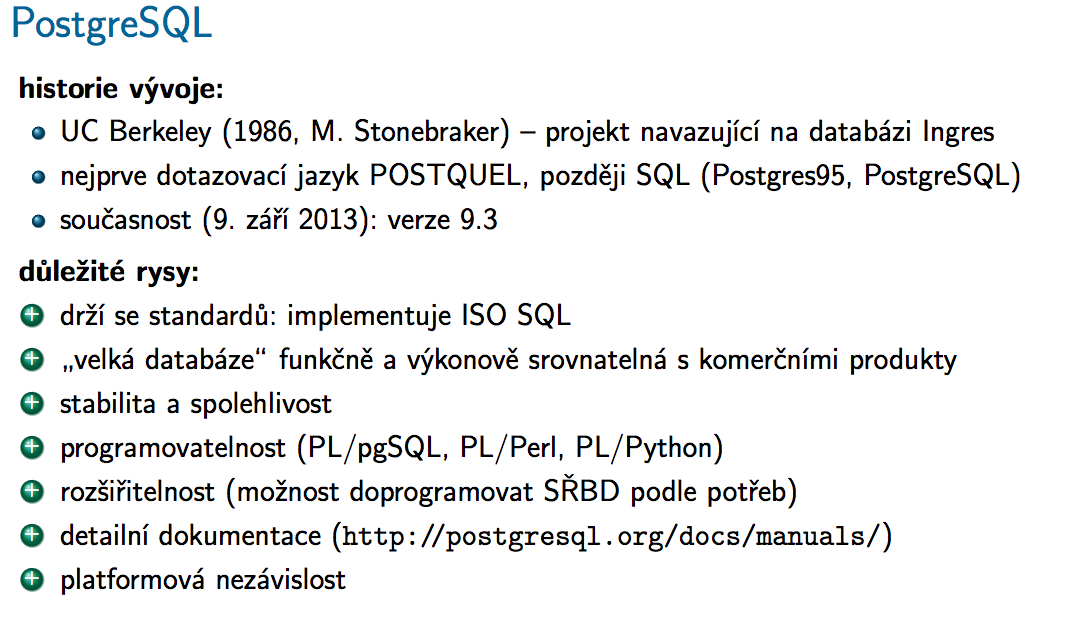 PostgreSQL
historie vývoje:
UC Berkeley (1986, M. Stonebraker) – projekt navazující na databázi Ingres
nejprve dotazovací jazyk POSTQUEL, později SQL (Postgres95, PostgreSQL)
současnost (9. září 2013): verze 9.3
důležité rysy:
drží se standardů: implementuje ISO SQL
„velká databáze“ funkčně a výkonově srovnatelná s komerčními produkty
stabilita a spolehlivost
programovatelnost (PL/pgSQL, PL/Perl, PL/Python)
rozšiřitelnost (možnost doprogramovat SŘBD podle potřeb)
detailní dokumentace (http://postgresql.org/docs/manuals/)
platformová nezávislost